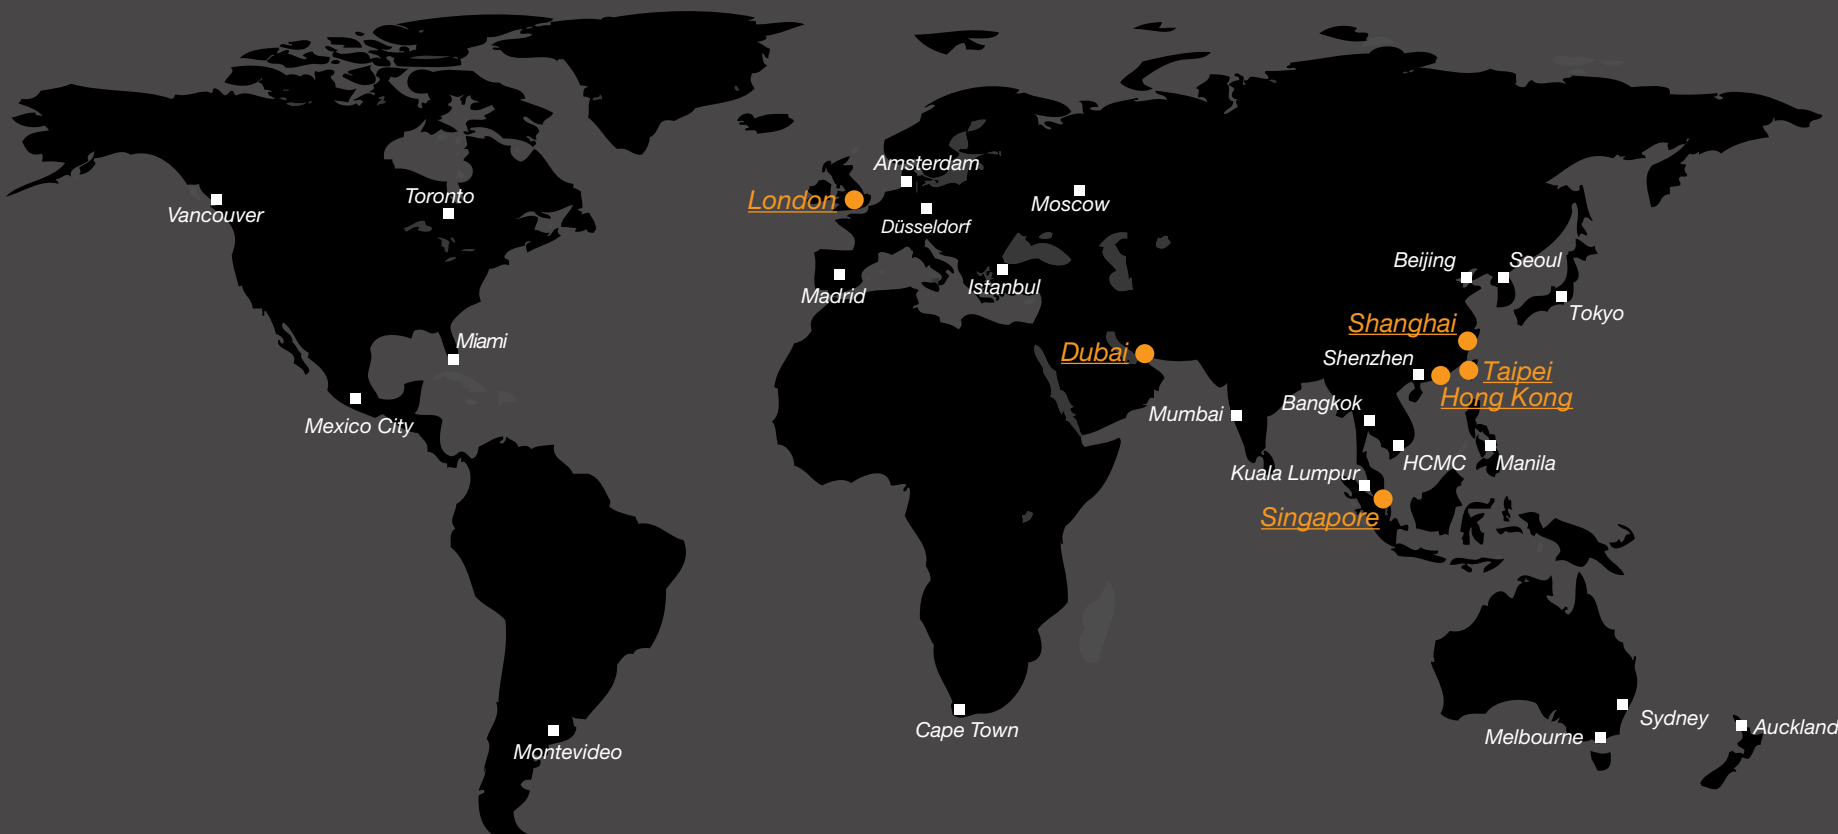 Amsterdam
London
Toronto
Vancouver
Moscow
Düsseldorf
Beijing
Seoul
Madrid
Istanbul
Tokyo
Shanghai
Miami
Dubai
Shenzhen
Taipei
Hong Kong
Mexico City
Mumbai
Bangkok
HCMC
Manila
Kuala Lumpur
Singapore
Cape Town
Sydney
Auckland
Melbourne
Montevideo